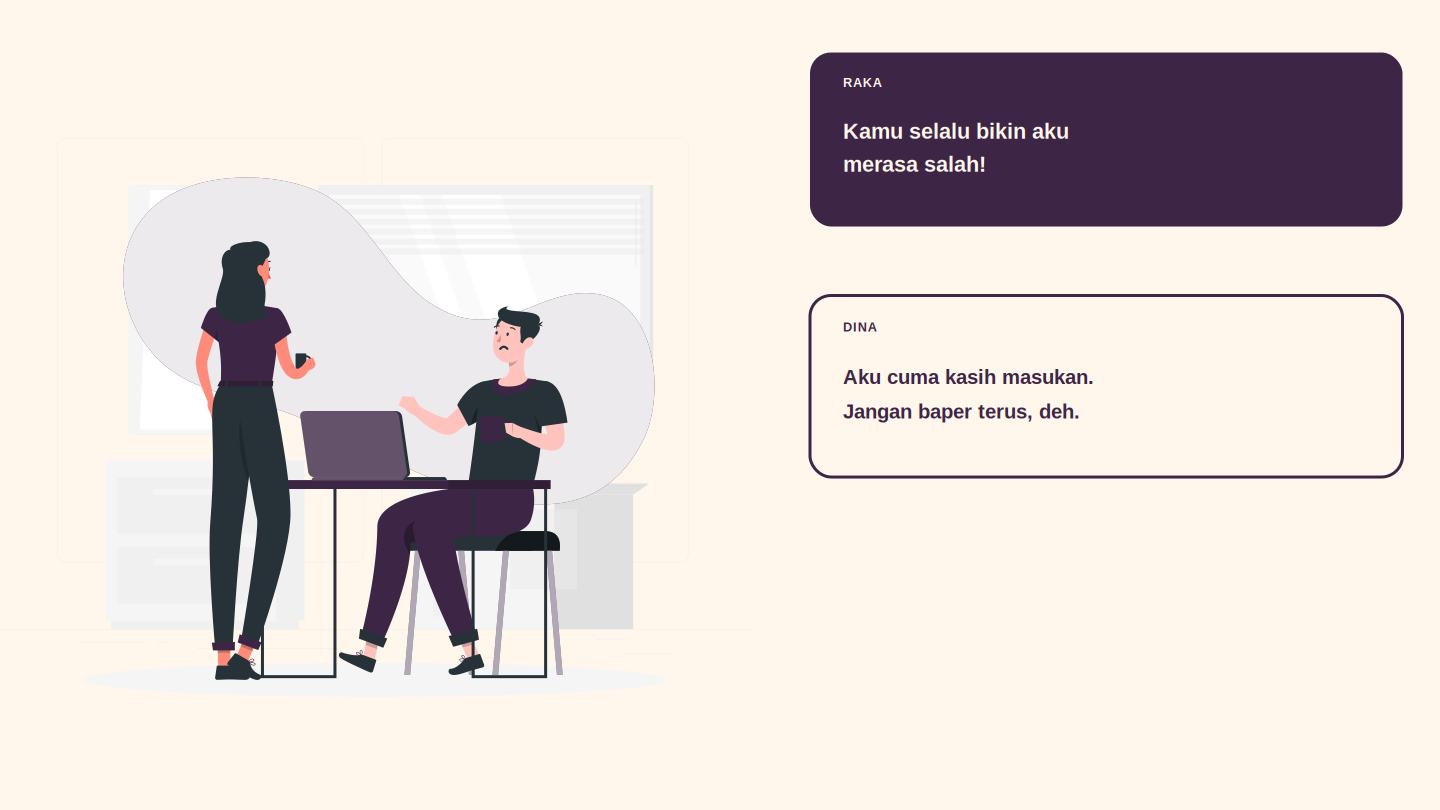 RAKA
Kamu selalu bikin aku
merasa salah!
DINA
Aku cuma kasih masukan.
Jangan baper terus, deh.